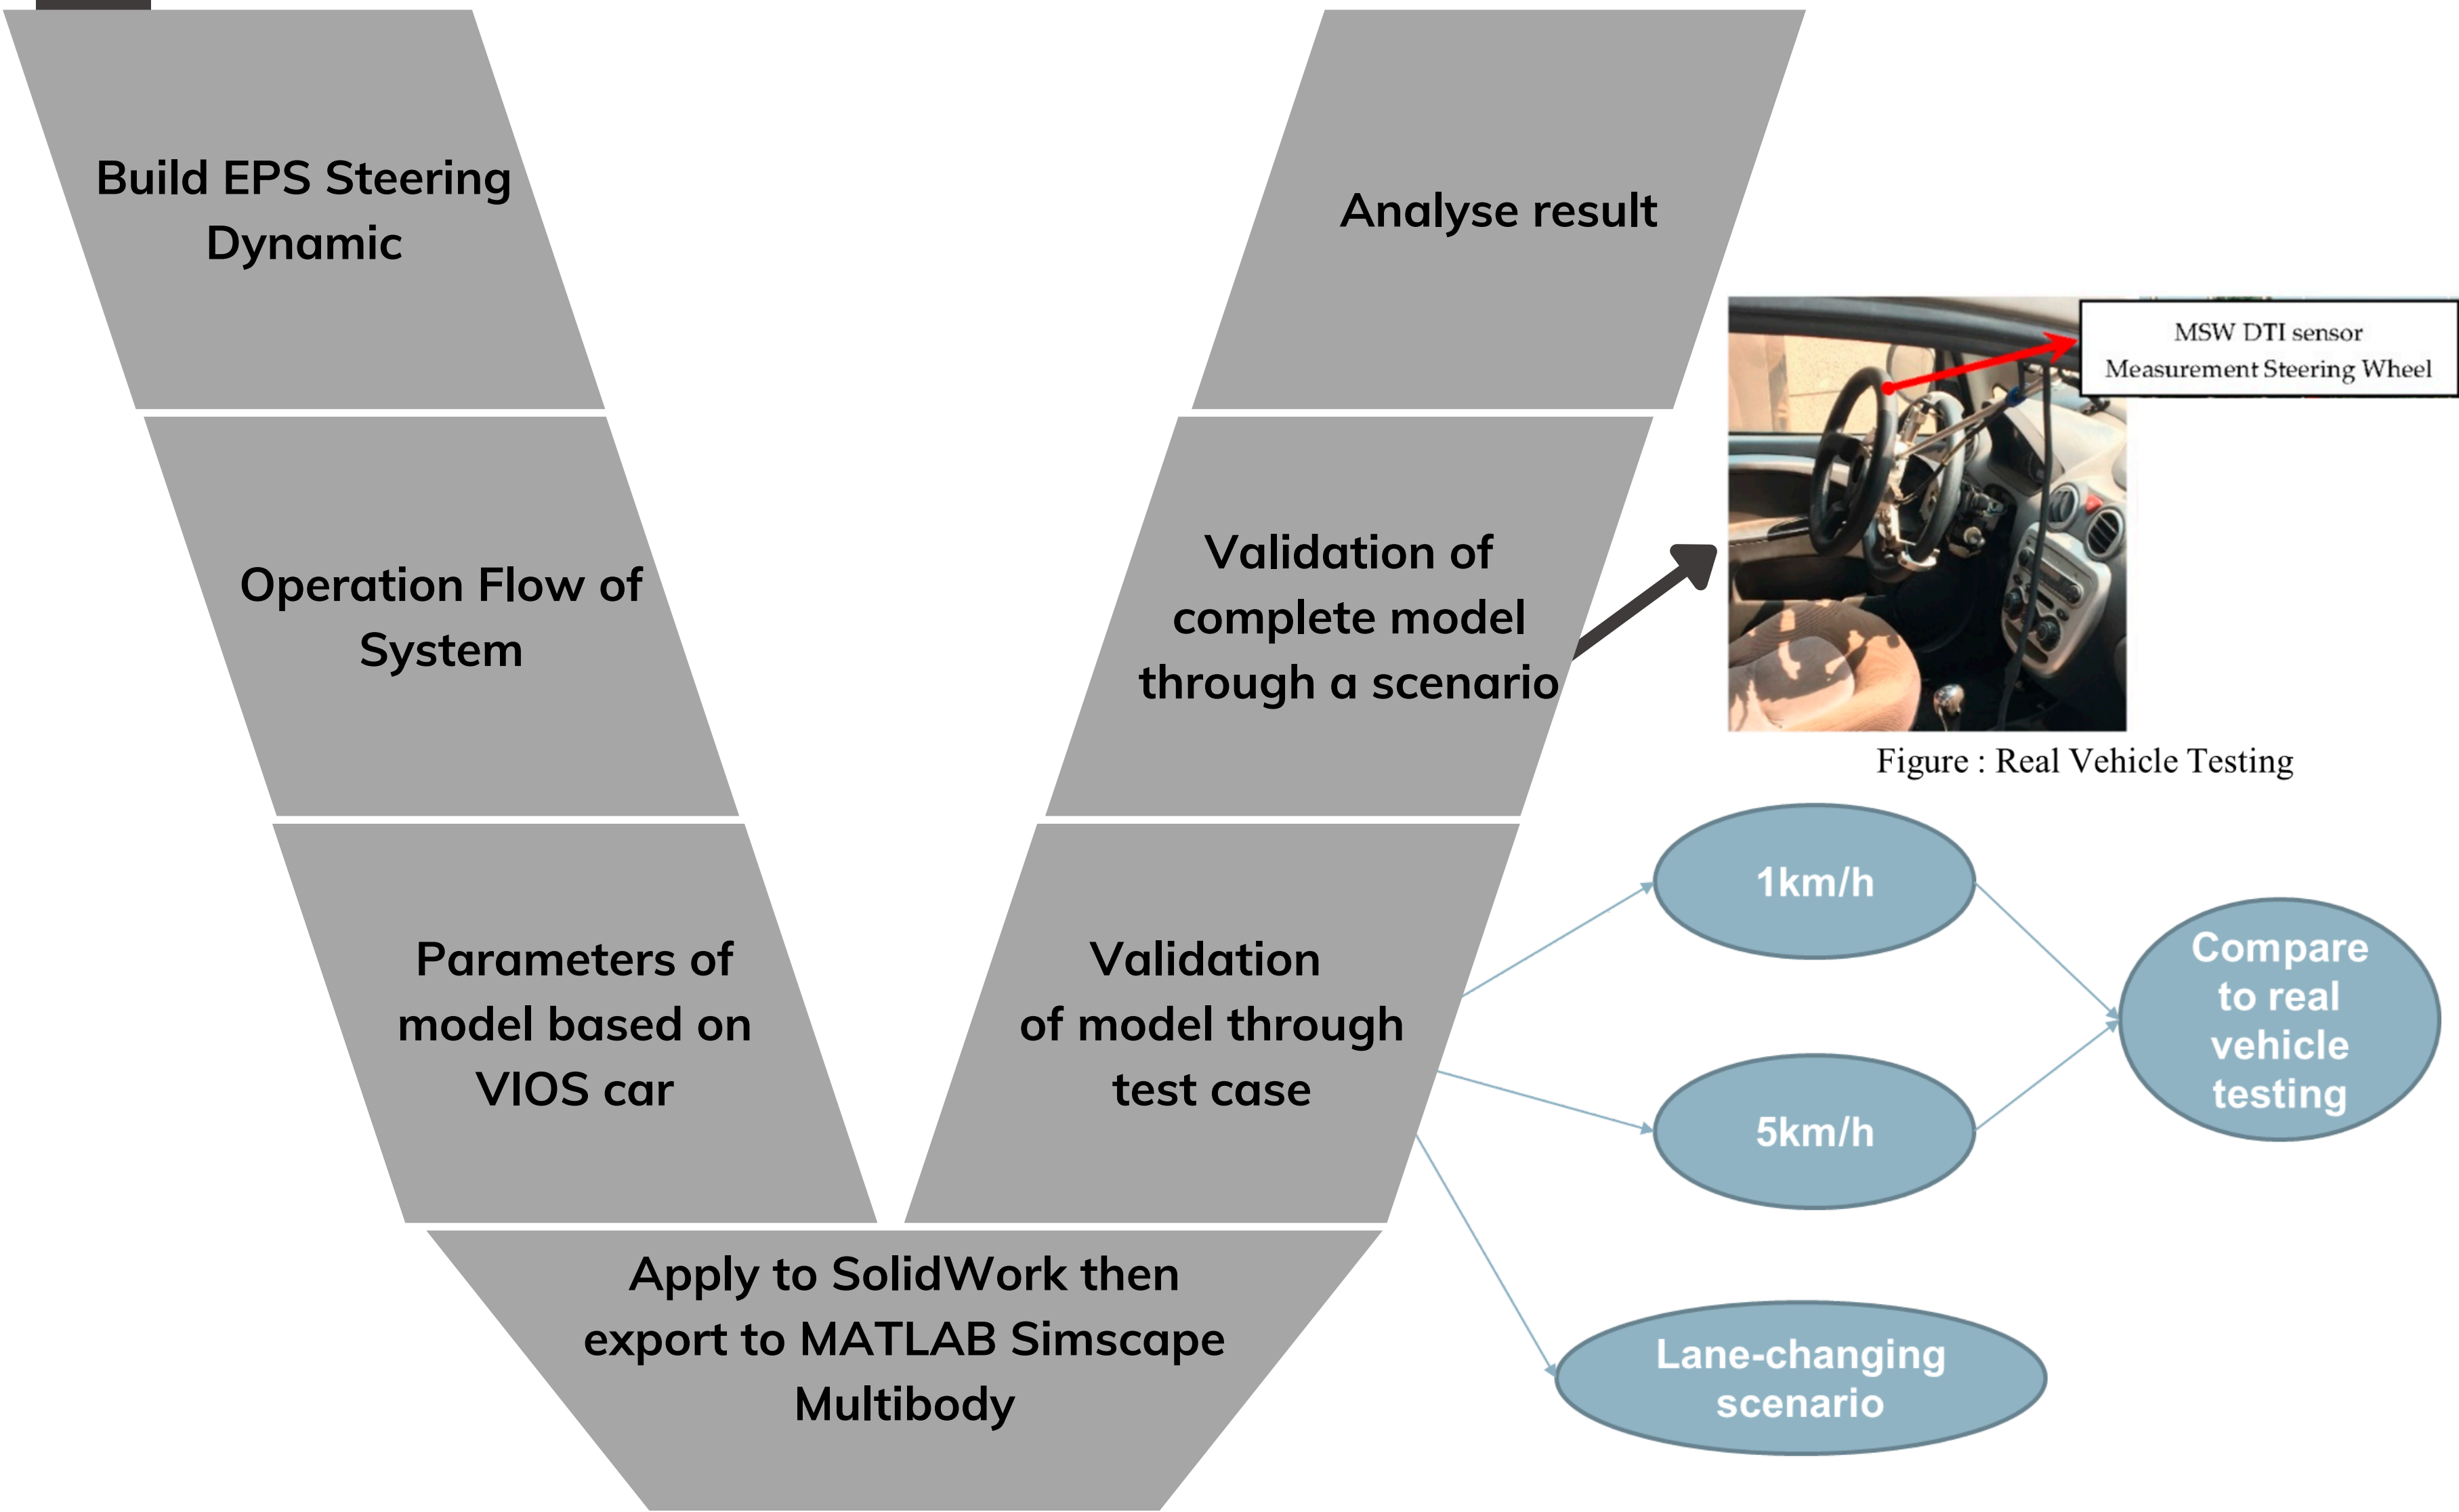 Build EPS Steering
Dynamic
Operation Flow of
System
Parameters of
model based on
VIOS car
Apply to SolidWork then
export to MATLAB Simscape
Multibody
Validation
of model through
test case
Validation of
complete model
through a scenario
Analyse result
MSW DTI sensor
Measurement Steering Wheel
Figure : Real Vehicle Testing
1km/h
5km/h
Compare
to real
vehicle
testing
Lane-changing
scenario